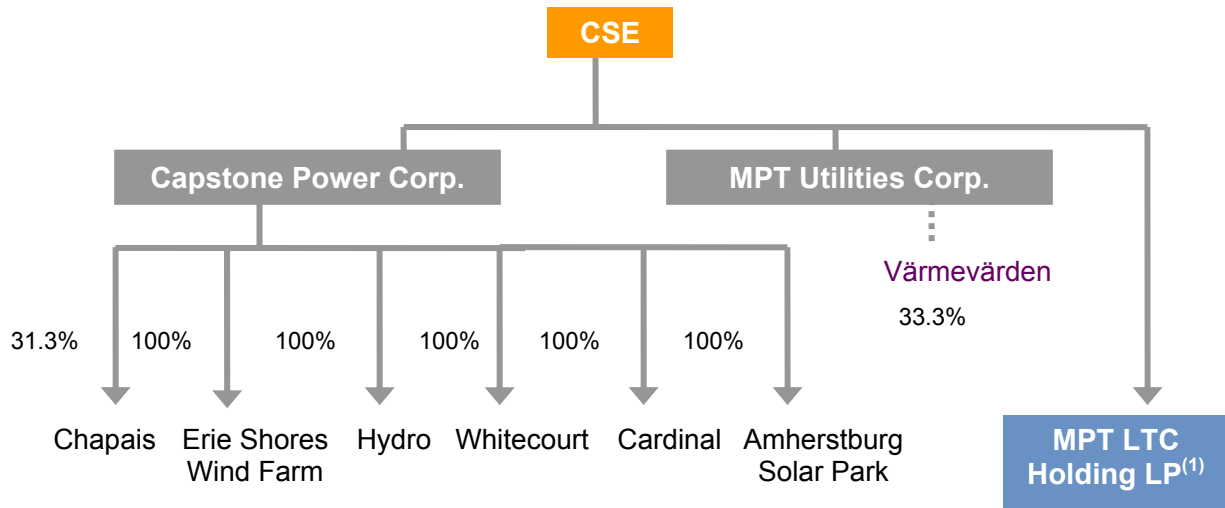 CSE
Capstone Power Corp.
MPT Utilities Corp.
Värmevärden
33.3%
31.3%
100%
100%
100%
100%
100%
Chapais
Erie Shores
Wind Farm
Hydro
Whitecourt
Cardinal
Amherstburg
Solar Park
MPT LTC
Holding LP(1)